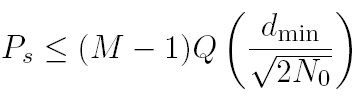 P_s ≤ (M − 1)Q(d_min / √(2N_0))